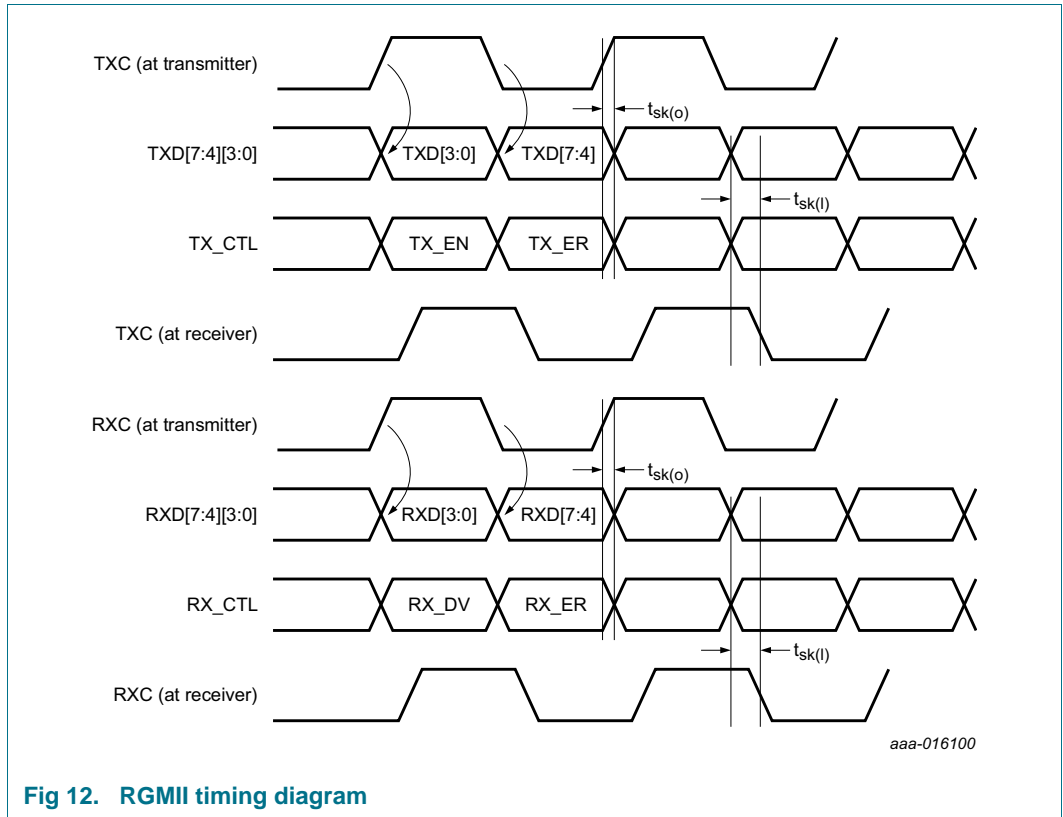 TXC (at transmitter)
tsk(o)
TXD[7:4][3:0]
TXD[3:0]
TXD[7:4]
tsk(l)
TX_CTL
TX_EN
TX_ER
TXC (at receiver)
RXC (at transmitter)
tsk(o)
RXD[7:4][3:0]
RXD[3:0]
RXD[7:4]
RX_CTL
RX_DV
RX_ER
tsk(l)
RXC (at receiver)
aaa-016100
Fig 12. RGMII timing diagram